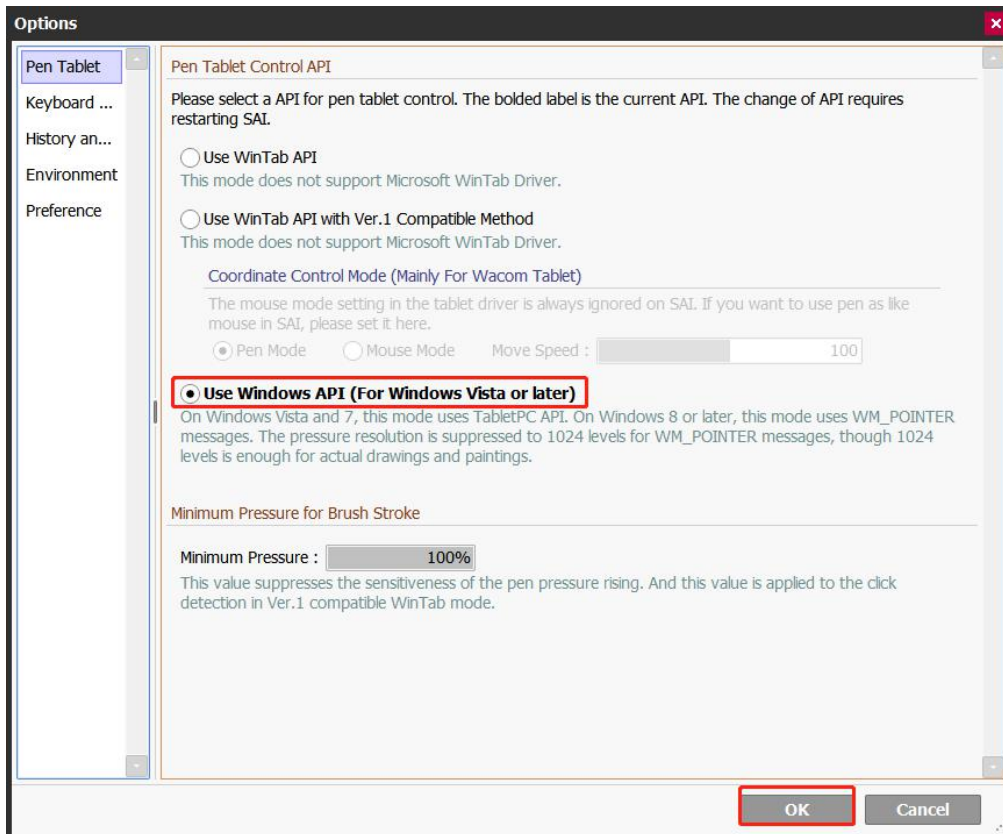 Options
Pen Tablet
Keyboard ...
History an...
Environment
Preference
Pen Tablet Control API
Please select a API for pen tablet control. The bolded label is the current API. The change of API requires
restarting SAI.
Use WinTab API
This mode does not support Microsoft WinTab Driver.
Use WinTab API with Ver.1 Compatible Method
This mode does not support Microsoft WinTab Driver.
Coordinate Control Mode (Mainly For Wacom Tablet)
The mouse mode setting in the tablet driver is always ignored on SAI. If you want to use pen as like
mouse in SAI, please set it here.
Pen Mode Mouse Mode Move Speed : 100
Use Windows API (For Windows Vista or later)
On Windows Vista and 7, this mode uses TabletPC API. On Windows 8 or later, this mode uses WM_POINTER
messages. The pressure resolution is suppressed to 1024 levels for WM_POINTER messages, though 1024
levels is enough for actual drawings and paintings.
Minimum Pressure for Brush Stroke
Minimum Pressure : 100%
This value suppresses the sensitiveness of the pen pressure rising. And this value is applied to the click
detection in Ver.1 compatible WinTab mode.
OK Cancel